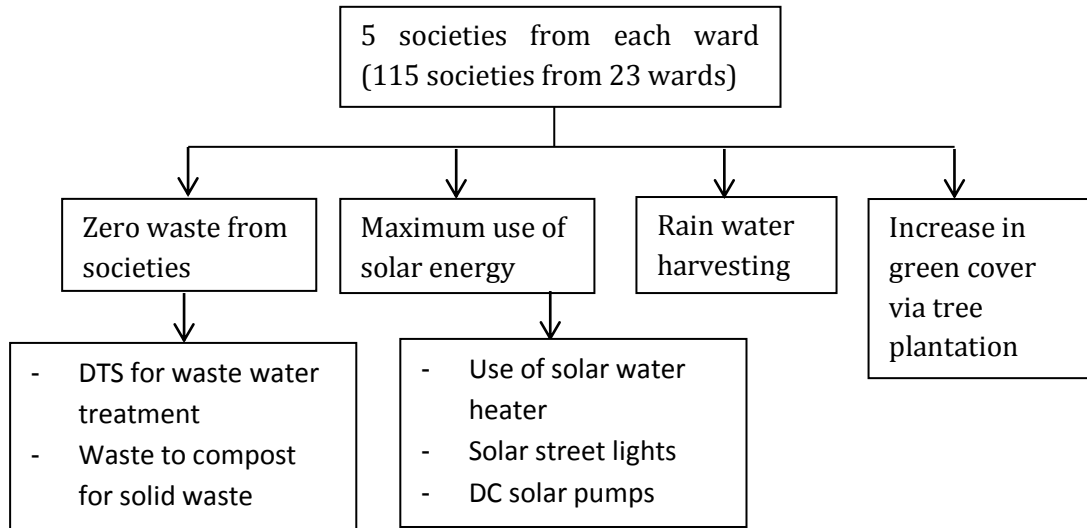 5 societies from each ward
(115 societies from 23 wards)
Zero waste from
societies
Maximum use of
solar energy
Rain water
harvesting
Increase in
green cover
via tree
plantation
- DTS for waste water
treatment
- Waste to compost
for solid waste
- Use of solar water
heater
- Solar street lights
- DC solar pumps